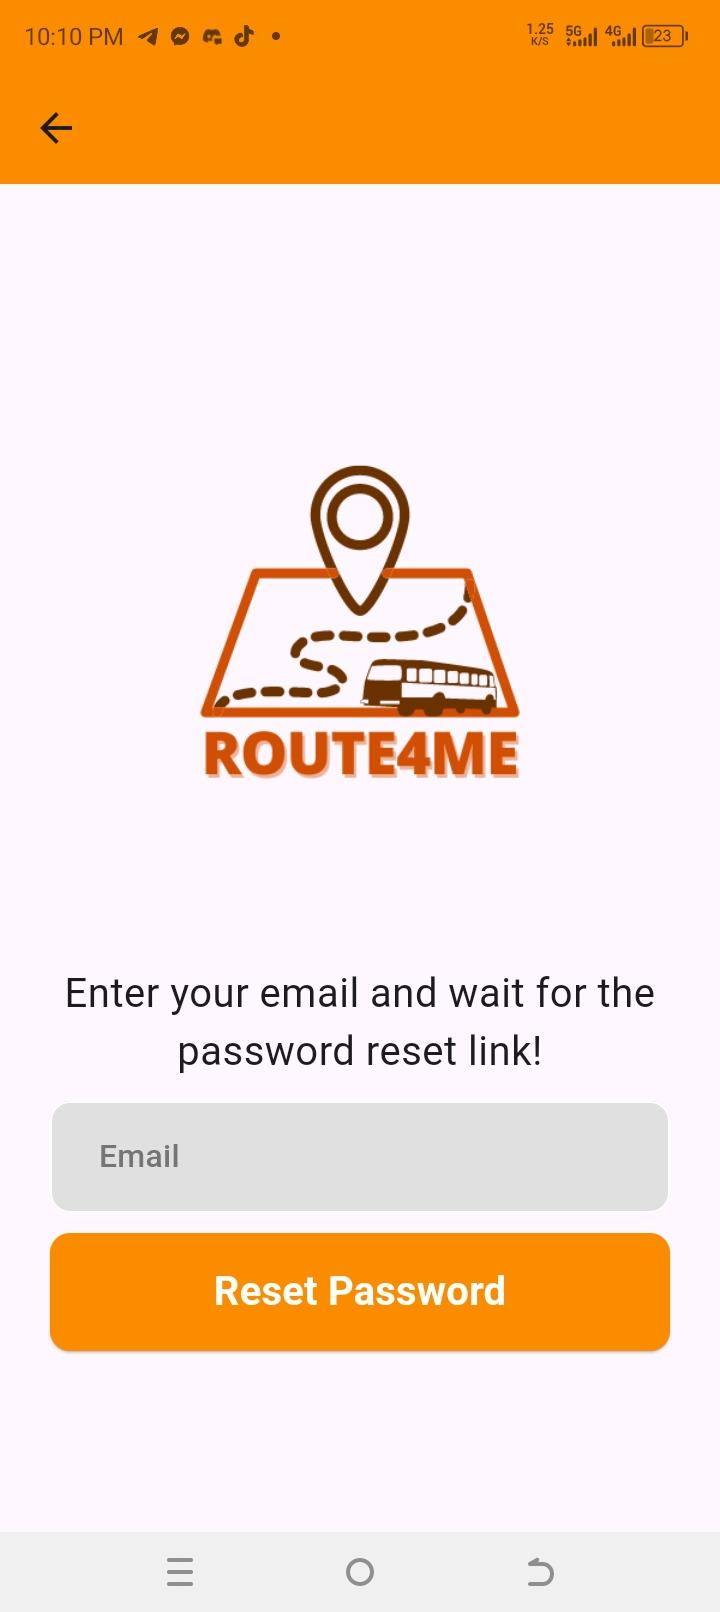 10:10 PM
1.25 K/S 5G 4G 23
ROUTE4ME
Enter your email and wait for the
password reset link!
Email
Reset Password